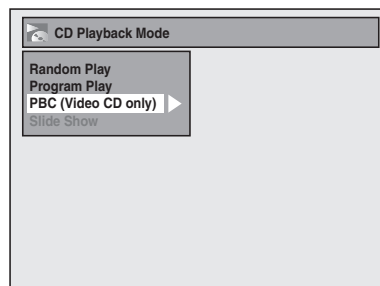 CD Playback Mode
Random Play
Program Play
PBC (Video CD only)
Slide Show